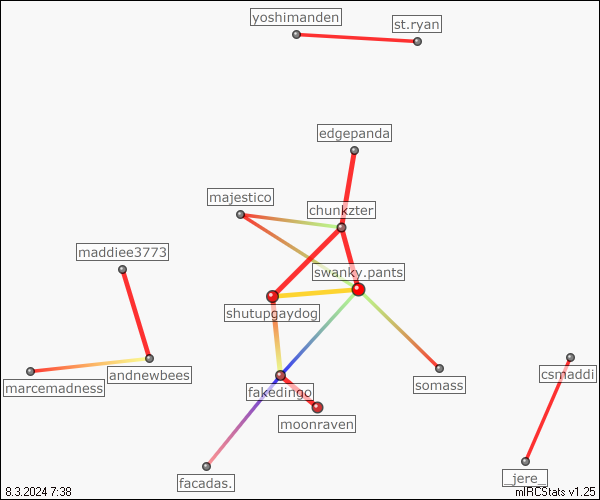 yoshimanden
st.ryan
edgepanda
majestico
chunkzter
maddiee3773
swanky.pants
shutupgaydog
marcemadness
andnewbees
fakedingo
somass
csmaddi
moonraven
facadas.
_jere_
8.3.2024 7:38
mIRCStats v1.25